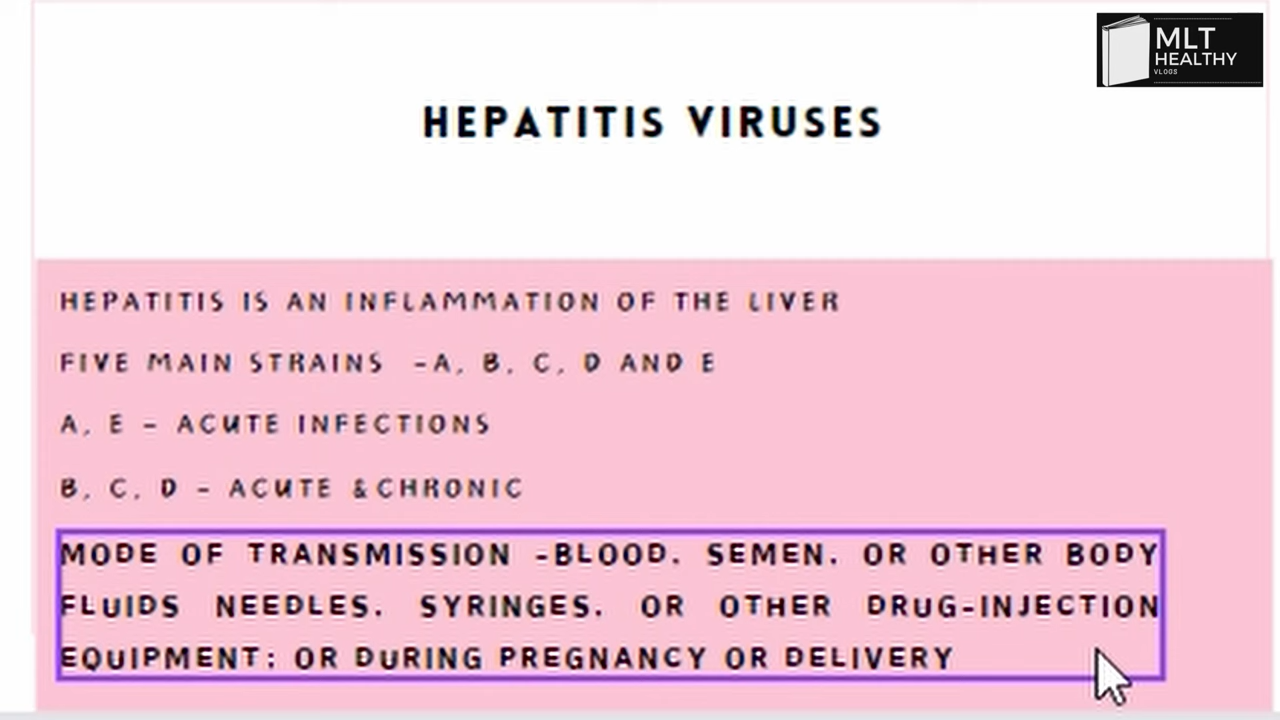 MLT
HEALTHY
VLOGS
HEPATITIS VIRUSES
HEPATITIS IS AN INFLAMMATION OF THE LIVER
FIVE MAIN STRAINS -A, B, C, D AND E
A, E - ACUTE INFECTIONS
B, C, D - ACUTE &CHRONIC
MODE OF TRANSMISSION -BLOOD, SEMEN, OR OTHER BODY
FLUIDS NEEDLES, SYRINGES, OR OTHER DRUG-INJECTION
EQUIPMENT; OR DURING PREGNANCY OR DELIVERY